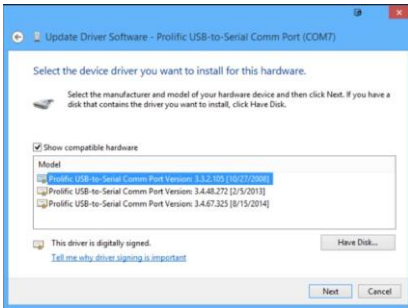 Update Driver Software - Prolific USB-to-Serial Comm Port (COM7)
Select the device driver you want to install for this hardware.
Select the manufacturer and model of your hardware device and then click Next. If you have a
disk that contains the driver you want to install, click Have Disk.
Show compatible hardware
Model
Prolific USB-to-Serial Comm Port Version: 3.3.2.105 [10/27/2008]
Prolific USB-to-Serial Comm Port Version: 3.4.48.272 [2/5/2013]
Prolific USB-to-Serial Comm Port Version: 3.4.67.325 [8/15/2014]
This driver is digitally signed.
Have Disk...
Tell me why driver signing is important
Next
Cancel